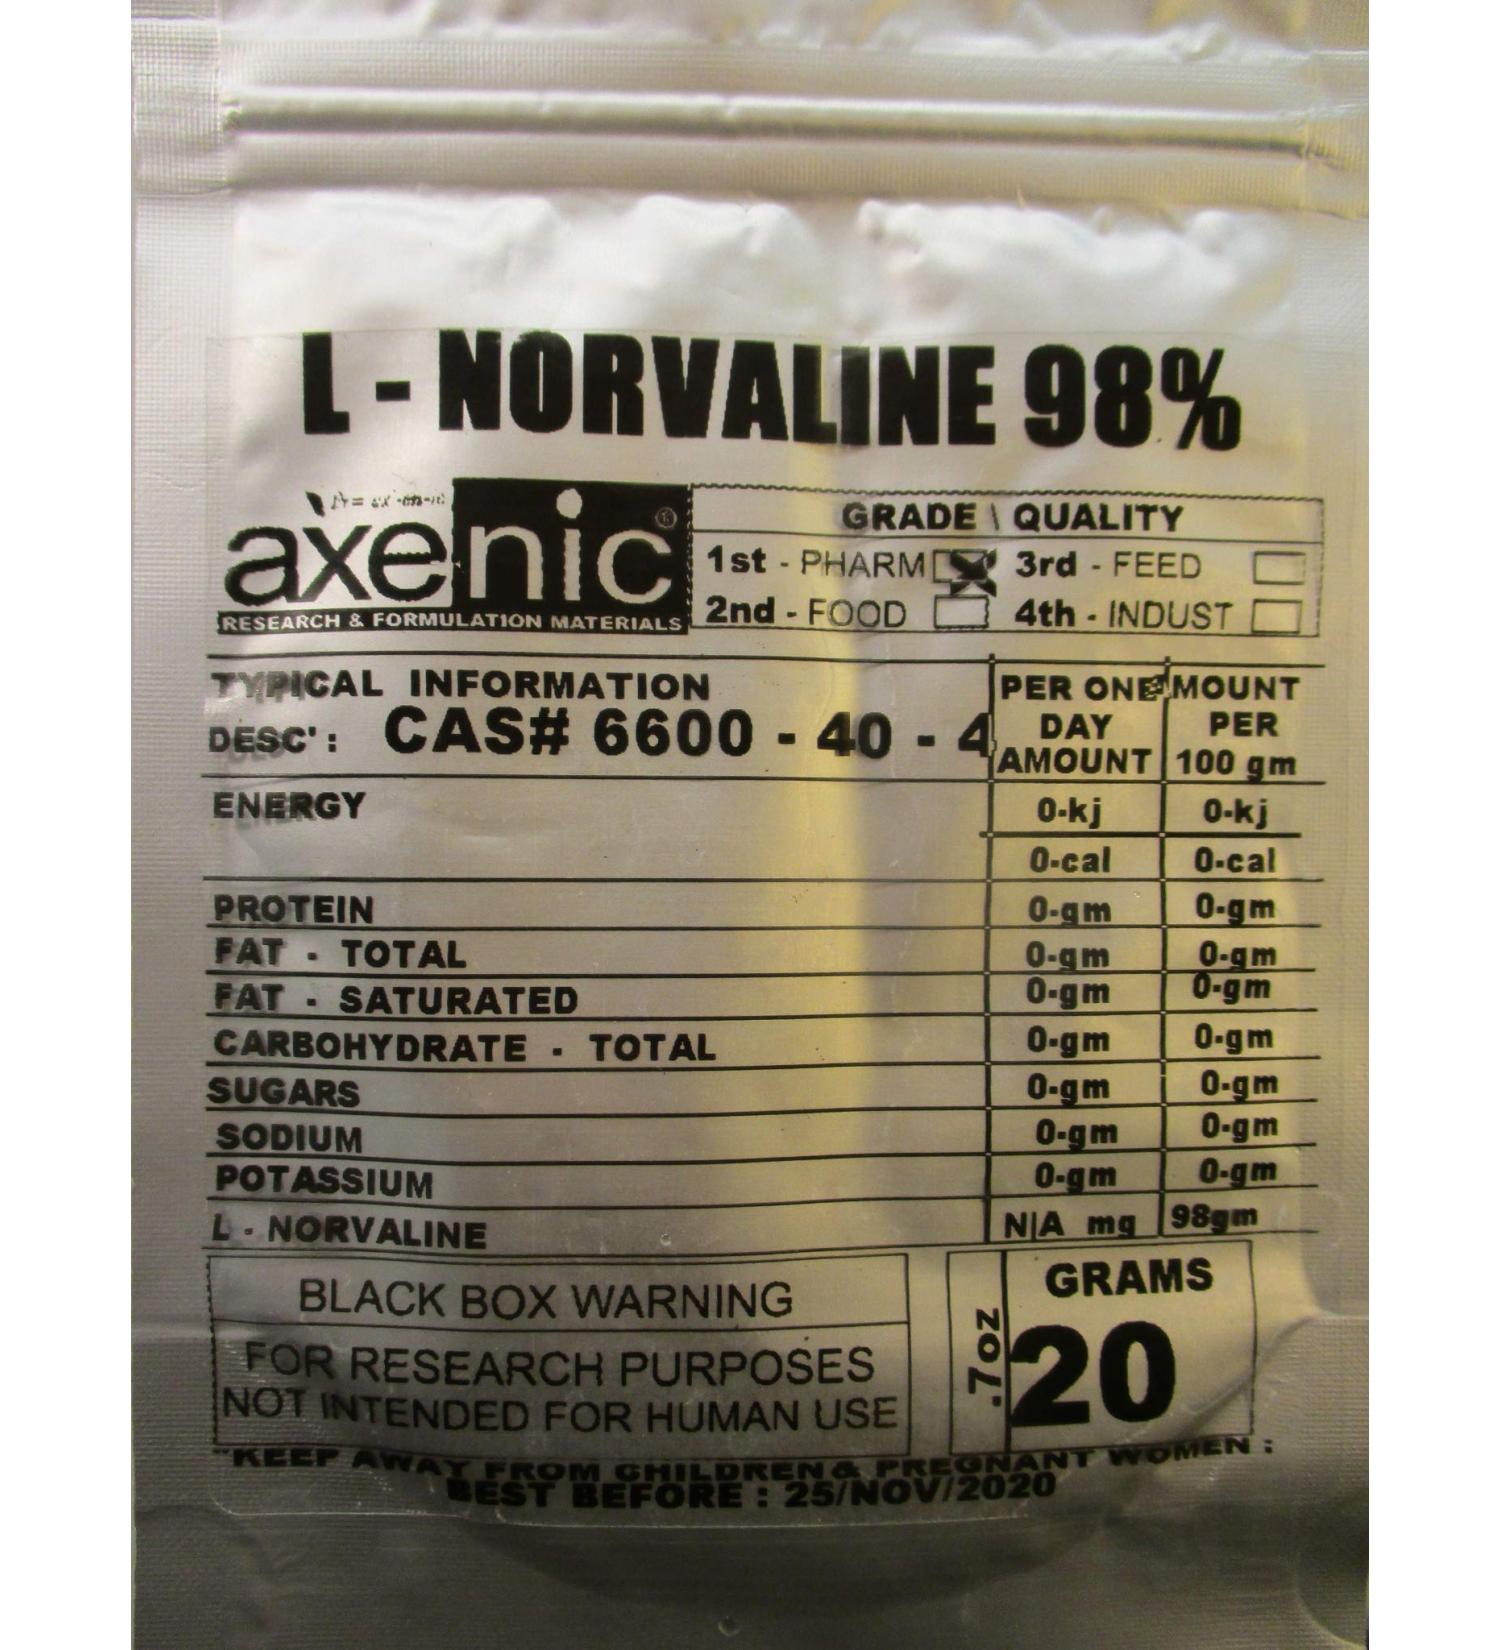 L - NORVALINE 98%
axenic®
RESEARCH & FORMULATION MATERIALS
GRADE \ QUALITY
1st - PHARM 3rd - FEED
2nd - FOOD 4th - INDUST
TYPICAL INFORMATION
DESC' : CAS# 6600 - 40 - 4
PER ONE
DAY
AMOUNT
MOUNT
PER
100 gm
ENERGY 0-kj 0-kj
0-cal 0-cal
PROTEIN 0-gm 0-gm
FAT - TOTAL 0-gm 0-gm
FAT - SATURATED 0-gm 0-gm
CARBOHYDRATE - TOTAL 0-gm 0-gm
SUGARS 0-gm 0-gm
SODIUM 0-gm 0-gm
POTASSIUM 0-gm 0-gm
L - NORVALINE N|A mg 98gm
BLACK BOX WARNING
FOR RESEARCH PURPOSES
NOT INTENDED FOR HUMAN USE
.7oz
GRAMS
20
"KEEP AWAY FROM CHILDREN & PREGNANT WOMEN :
BEST BEFORE : 25/NOV/2020